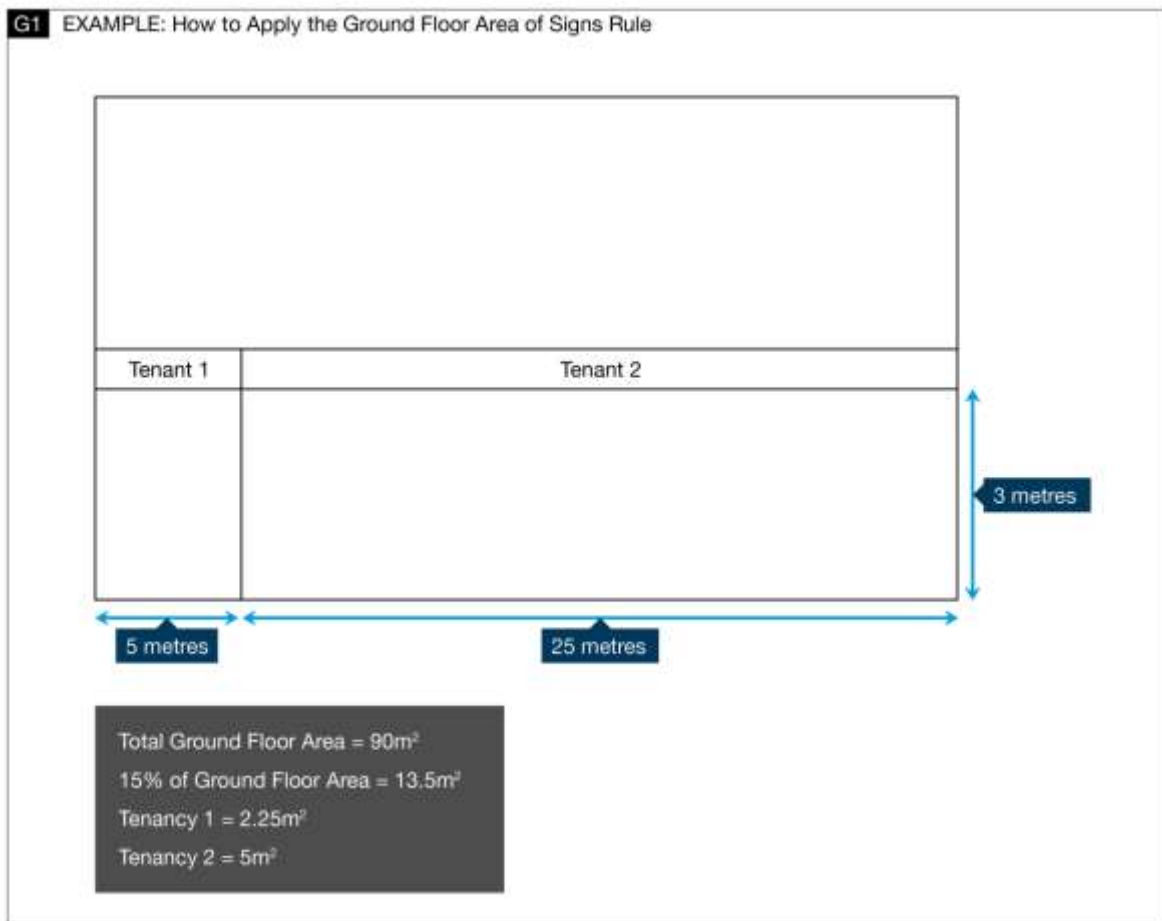 G1 EXAMPLE: How to Apply the Ground Floor Area of Signs Rule
Tenant 1
Tenant 2
3 metres
5 metres
25 metres
Total Ground Floor Area = 90m²
15% of Ground Floor Area = 13.5m²
Tenancy 1 = 2.25m²
Tenancy 2 = 5m²